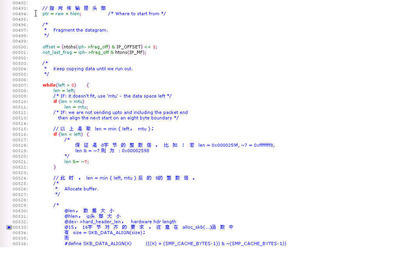 00492:
00493: // 指 向 传 输 层 头 部
00494: ptr = raw + hlen; /* Where to start from */
00495:
00496: /*
00497: * Fragment the datagram.
00498: */
00499:
00500: offset = (ntohs(iph->frag_off) & IP_OFFSET) << 3;
00501: not_last_frag = iph->frag_off & htons(IP_MF);
00502:
00503: /*
00504: * Keep copying data until we run out.
00505: */
00506:
00507: while(left > 0) {
00508: len = left;
00509: /* IF: it doesn't fit, use 'mtu' - the data space left */
00510: if (len > mtu)
00511: len = mtu;
00512: /* IF: we are not sending upto and including the packet end
00513: then align the next start on an eight byte boundary */
00514:
00515: // 以 上 是 取 len = min { left, mtu };
00516: if (len < left) {
00517: /*
00518: 保 证 是 8字 节 的 整 数 倍 ， 比 如 ： 若 len = 0x0000259f, ~7 = 0xfffffff8,
00519: len & = ~7 则 为 : 0x00002598
00520: */
00521: len &= ~7;
00522: }
00523:
00524: // 此 时 ， len = min { left, mtu } 后 的 8的 整 数 倍 。
00525: /*
00526: * Allocate buffer.
00527: */
00528:
00529: /*
00530: @len， 数 据 大 小
00531: @hlen， ip头 部 大 小
00532: @dev->hard_header_len， hardware hdr length
00533: @15， 16字 节 对 齐 的 要 求 ， 这 是 在 alloc_skb(...)函 数 中
00534: 有 size = SKB_DATA_ALIGN(size);
00535: 而
00536: #define SKB_DATA_ALIGN(X) (((X) + (SMP_CACHE_BYTES-1)) & ~(SMP_CACHE_BYTES-1))